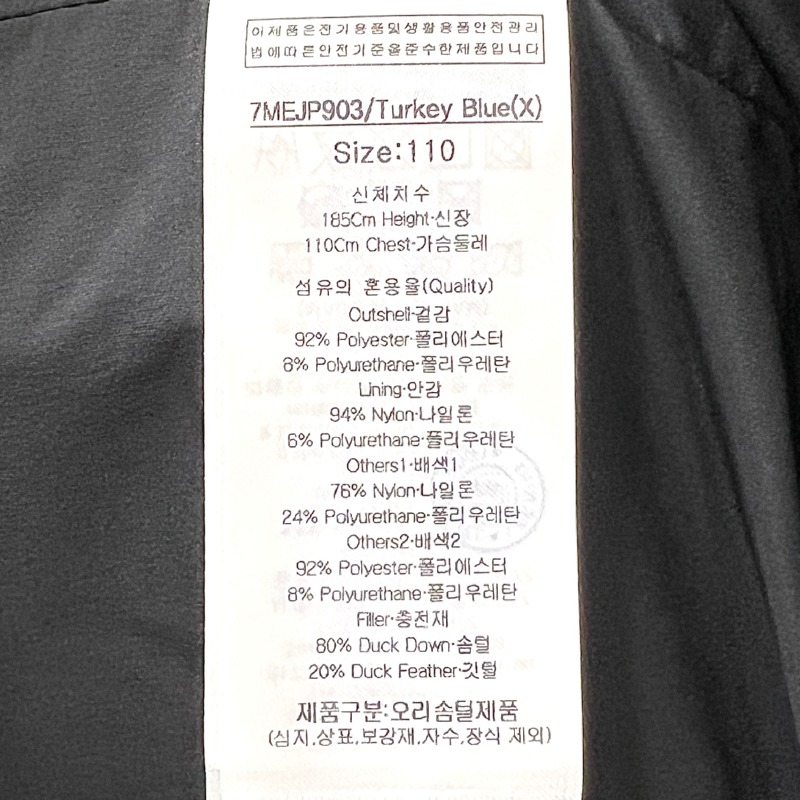 이제품은전기용품및생활용품안전관리
법에따른안전기준을준수한제품입니다
7MEJP903/Turkey Blue(X)
Size:110
신체치수
185Cm Height·신장
110Cm Chest·가슴둘레
섬유의 혼용율(Quality)
Outshell·겉감
92% Polyester·폴리에스터
8% Polyurethane·폴리우레탄
Lining·안감
94% Nylon·나일론
6% Polyurethane·폴리우레탄
Others1·배색1
76% Nylon·나일론
24% Polyurethane·폴리우레탄
Others2·배색2
92% Polyester·폴리에스터
8% Polyurethane·폴리우레탄
Filler·충전재
80% Duck Down·솜털
20% Duck Feather·깃털
제품구분:오리솜털제품
(심지,상표,보강재,자수,장식 제외)